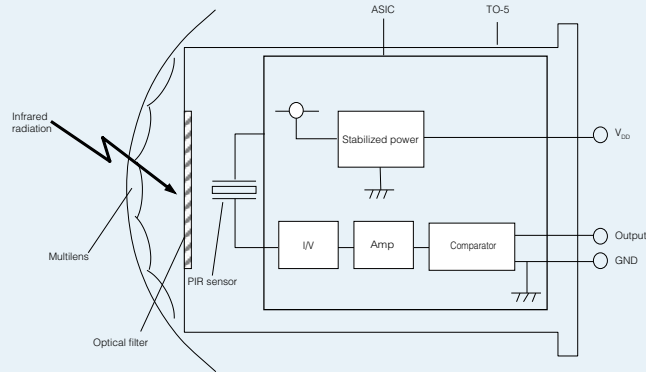 ASIC
TO-5
Infrared
radiation
Stabilized power
V_DD
I/V
Amp
Comparator
Output
GND
Multilens
PIR sensor
Optical filter